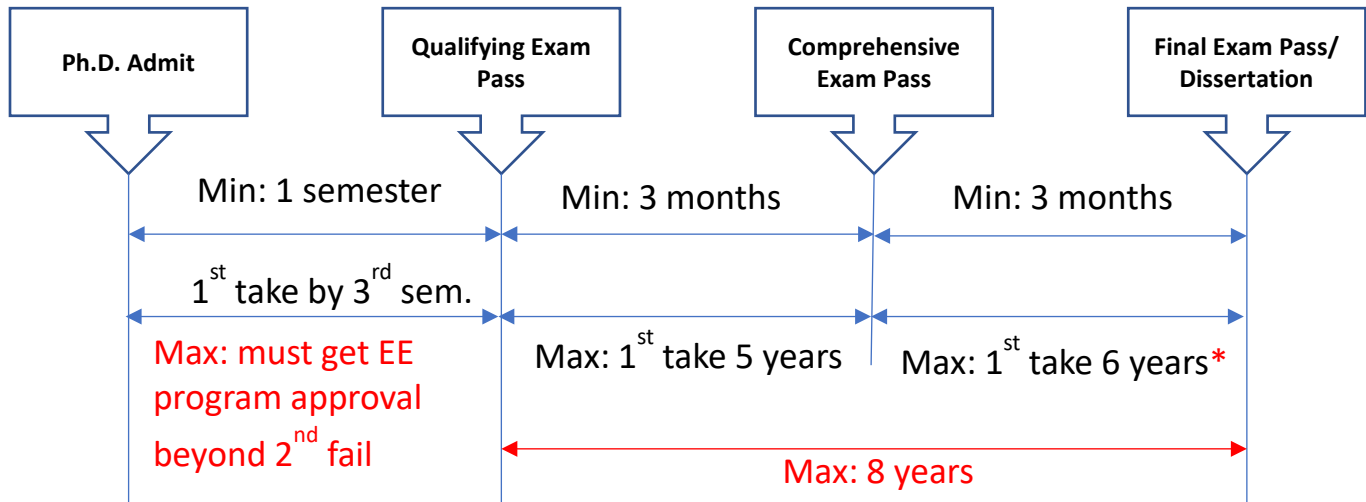 Ph.D. Admit
Qualifying Exam
Pass
Comprehensive
Exam Pass
Final Exam Pass/
Dissertation
Min: 1 semester
Min: 3 months
Min: 3 months
1st take by 3rd sem.
Max: must get EE
program approval
beyond 2nd fail
Max: 1st take 5 years
Max: 1st take 6 years*
Max: 8 years